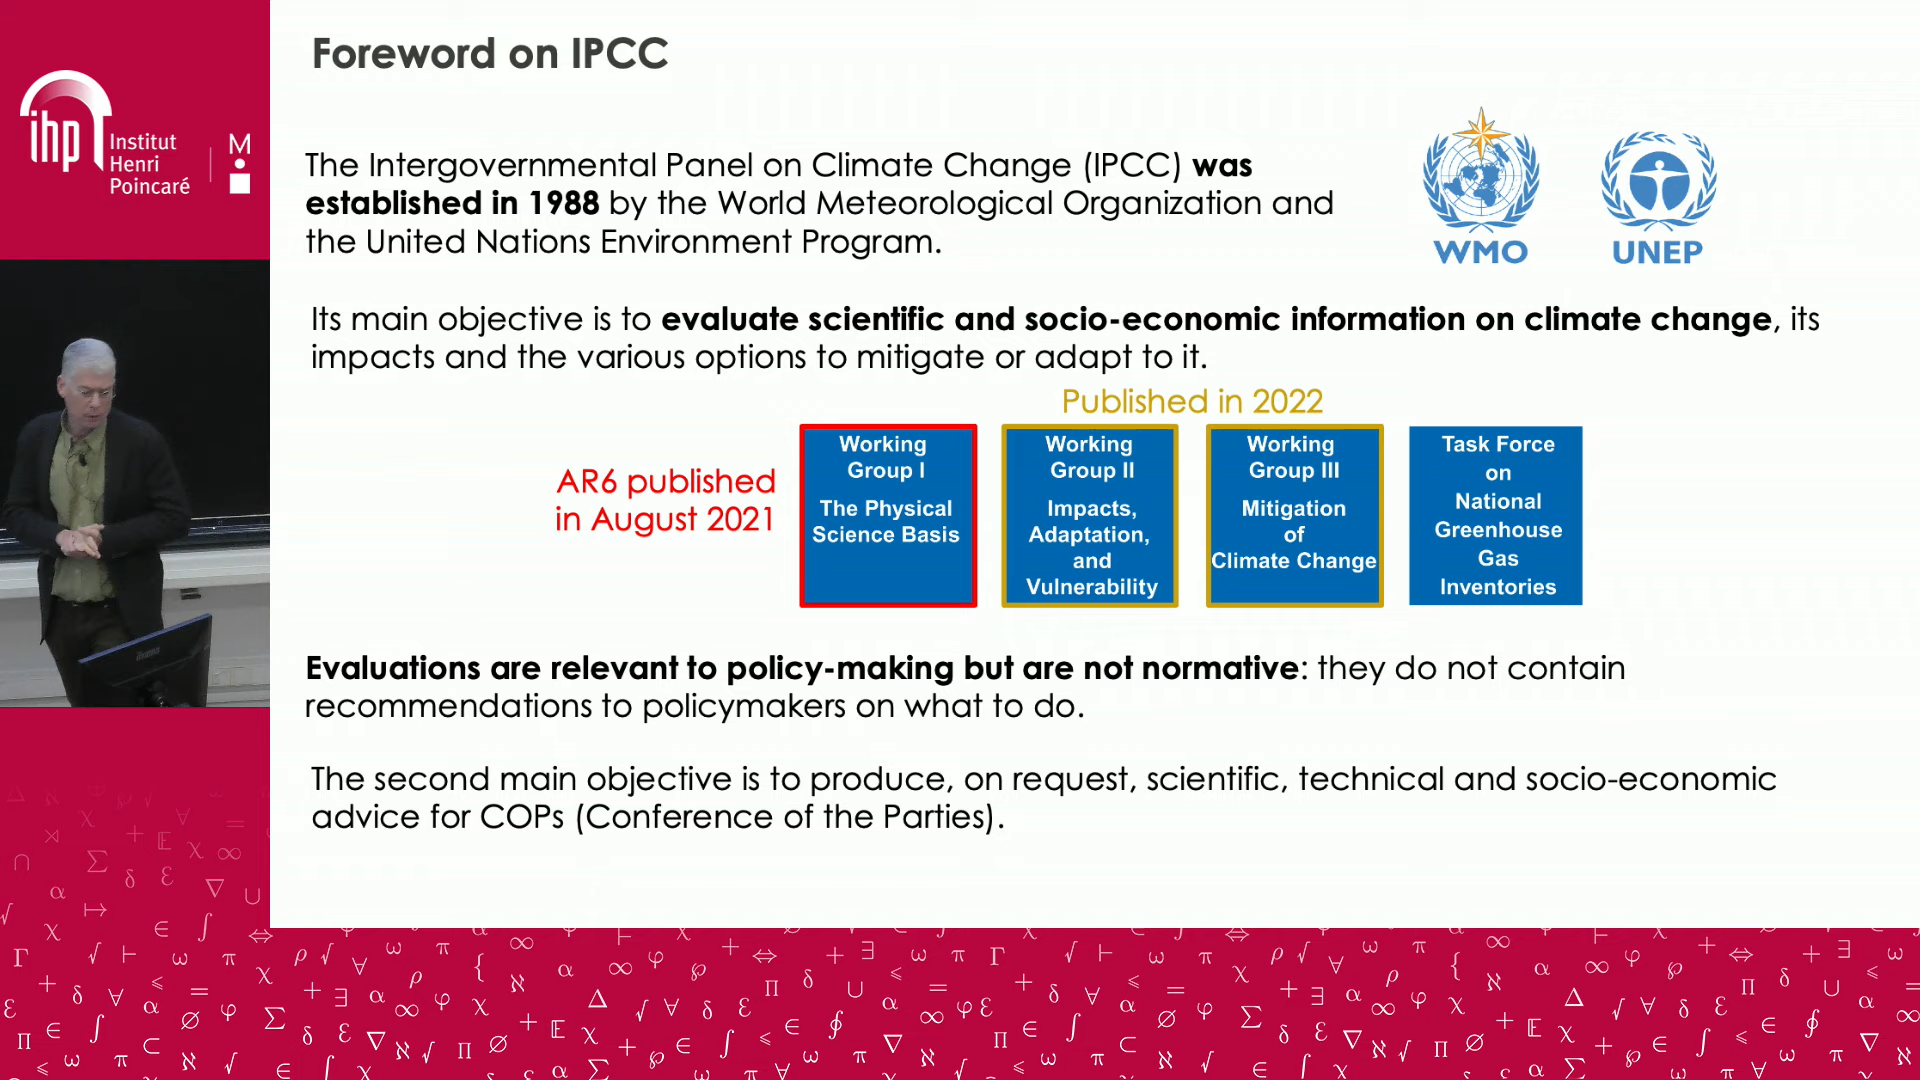 Foreword on IPCC
ihp
Institut
Henri
Poincaré
M
The Intergovernmental Panel on Climate Change (IPCC) was
established in 1988 by the World Meteorological Organization and
the United Nations Environment Program.
WMO
UNEP
Its main objective is to evaluate scientific and socio-economic information on climate change, its
impacts and the various options to mitigate or adapt to it.
Published in 2022
AR6 published
in August 2021
Working
Group I
The Physical
Science Basis
Working
Group II
Impacts,
Adaptation,
and
Vulnerability
Working
Group III
Mitigation
of
Climate Change
Task Force
on
National
Greenhouse
Gas
Inventories
Evaluations are relevant to policy-making but are not normative: they do not contain
recommendations to policymakers on what to do.
The second main objective is to produce, on request, scientific, technical and socio-economic
advice for COPs (Conference of the Parties).